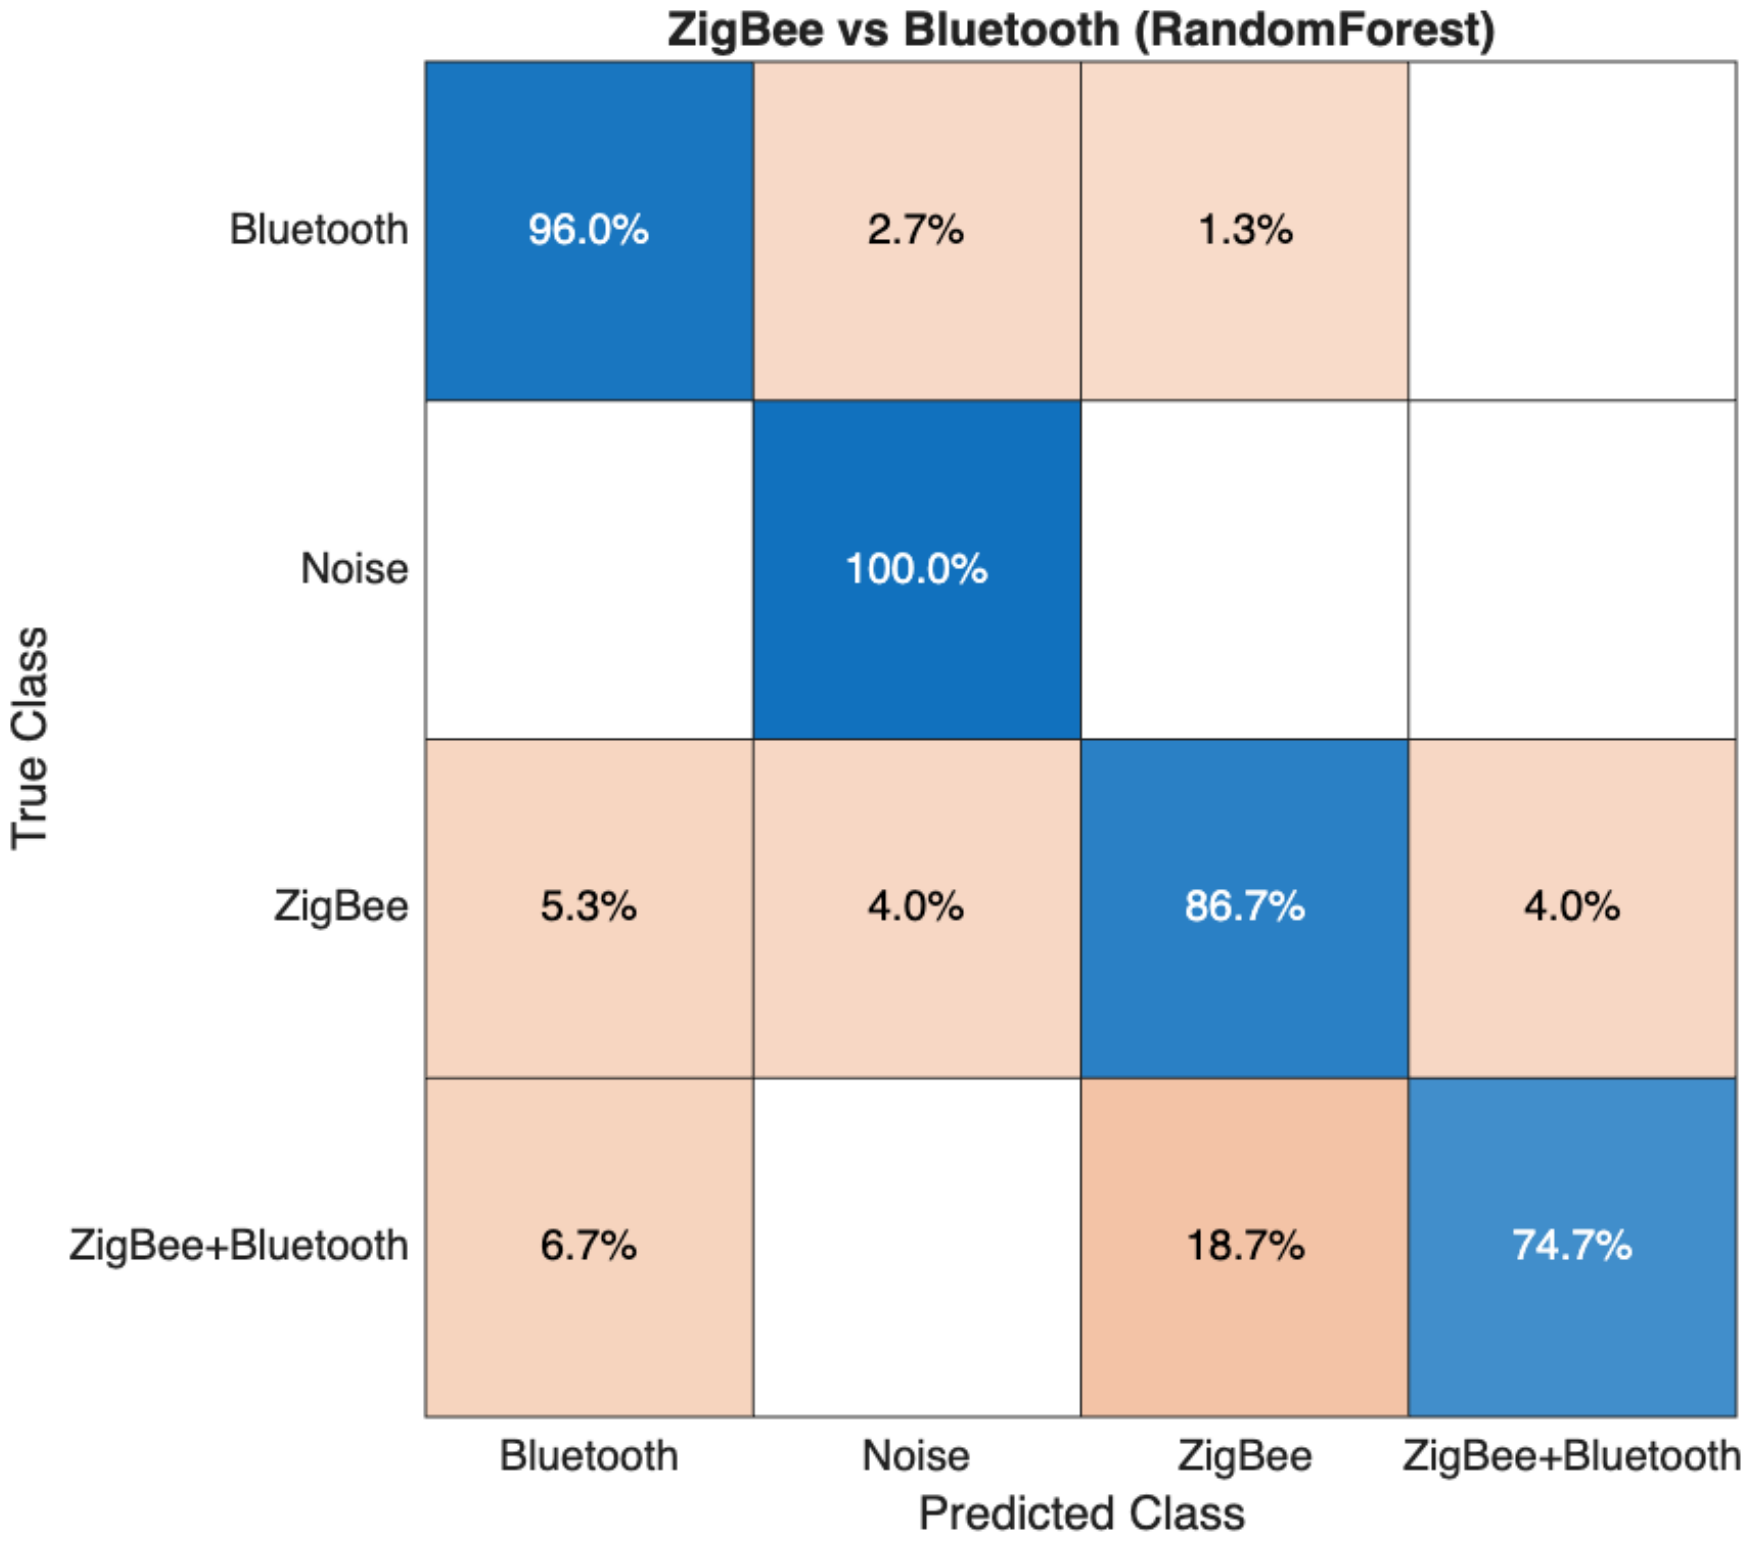 ZigBee vs Bluetooth (RandomForest)
Bluetooth
96.0%
2.7%
1.3%
Noise
100.0%
True Class
ZigBee
5.3%
4.0%
86.7%
4.0%
ZigBee+Bluetooth
6.7%
18.7%
74.7%
Bluetooth
Noise
ZigBee
ZigBee+Bluetooth
Predicted Class